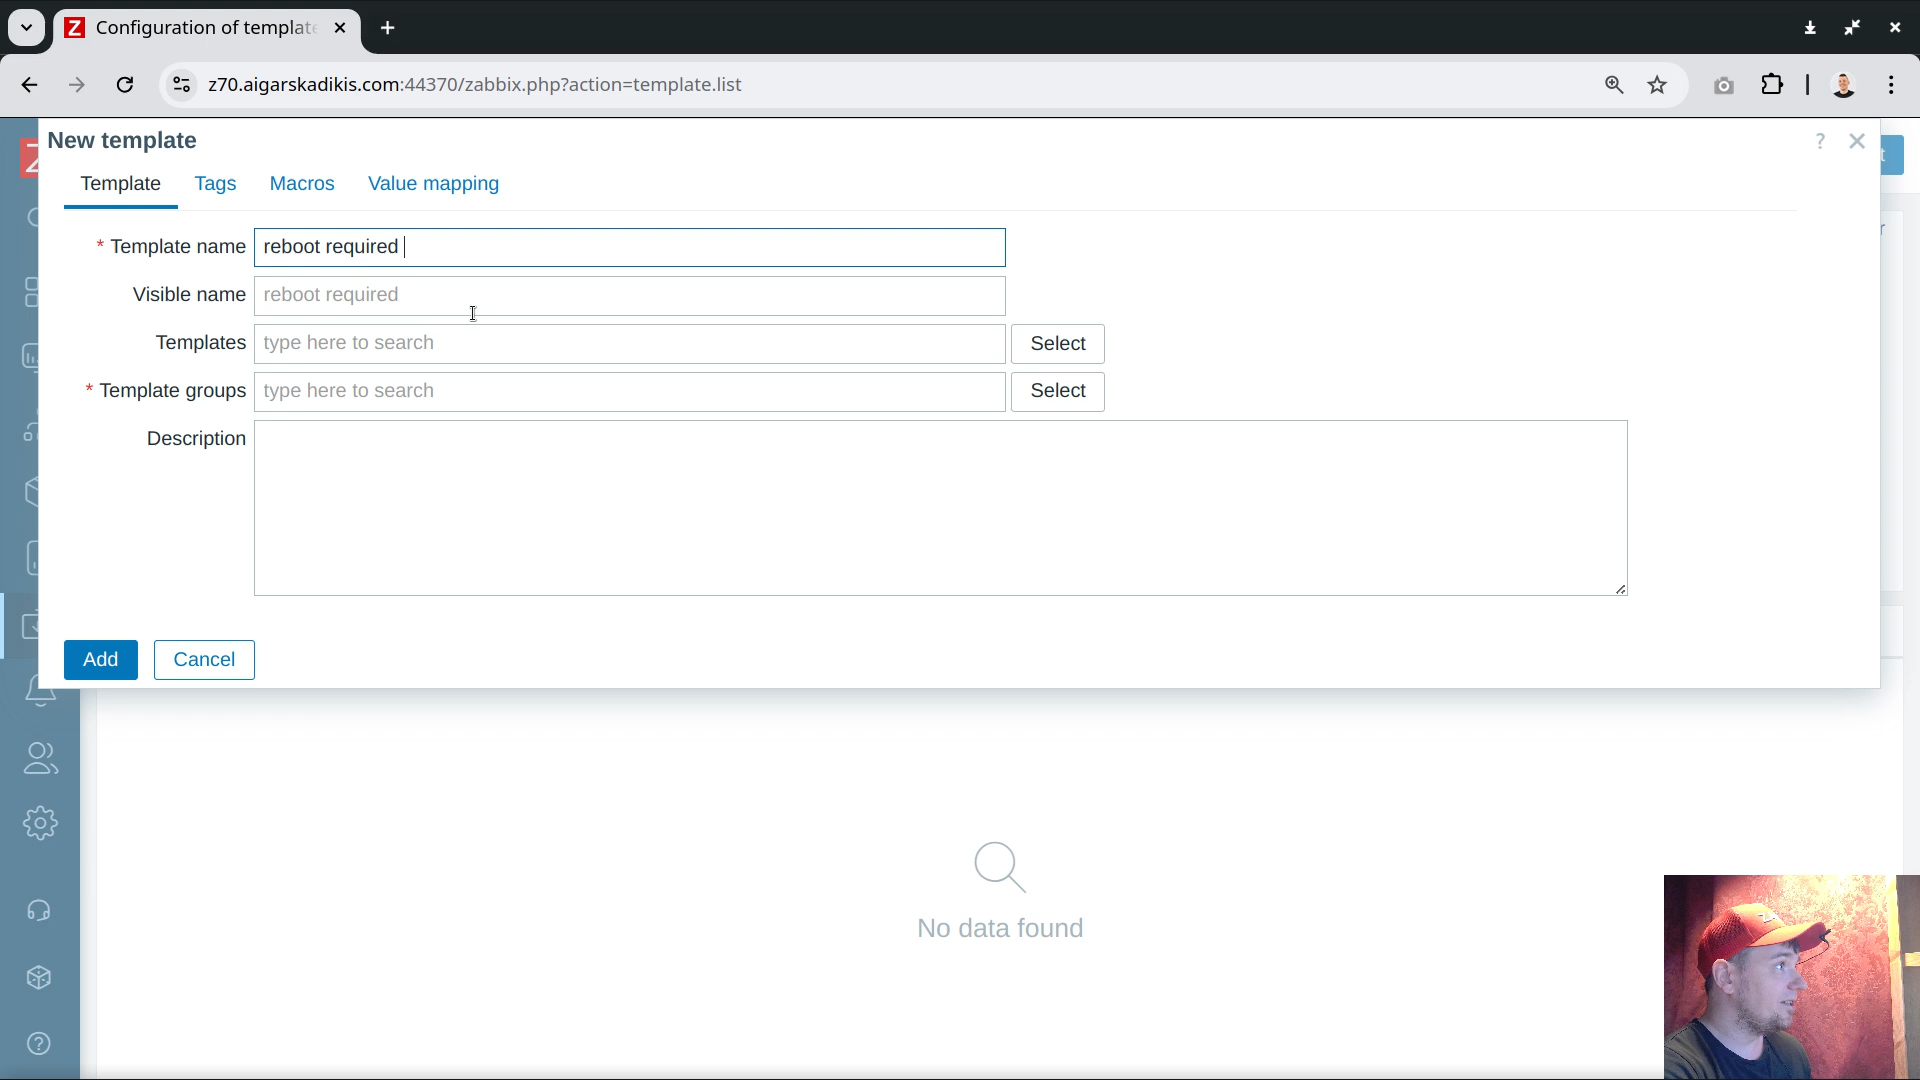 Z Configuration of template
z70.aigarskadikis.com:44370/zabbix.php?action=template.list
New template
?
Template Tags Macros Value mapping
* Template name reboot required
Visible name reboot required
Templates type here to search Select
* Template groups type here to search Select
Description
Add Cancel
No data found